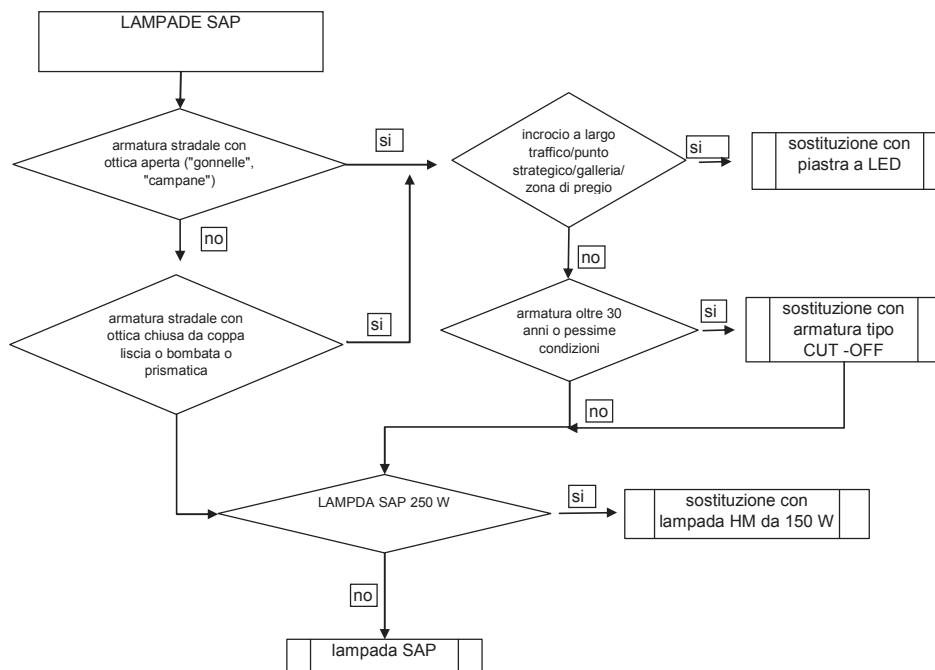 LAMPADE SAP
armatura stradale con
ottica aperta ("gonnelle",
"campane")
si
incrocio a largo
traffico/punto
strategico/galleria/
zona di pregio
si
sostituzione con
piastra a LED
no
no
armatura stradale con
ottica chiusa da coppa
liscia o bombata o
prismatica
si
armatura oltre 30
anni o pessime
condizioni
si
sostituzione con
armatura tipo
CUT -OFF
no
LAMPDA SAP 250 W
si
sostituzione con
lampada HM da 150 W
no
lampada SAP